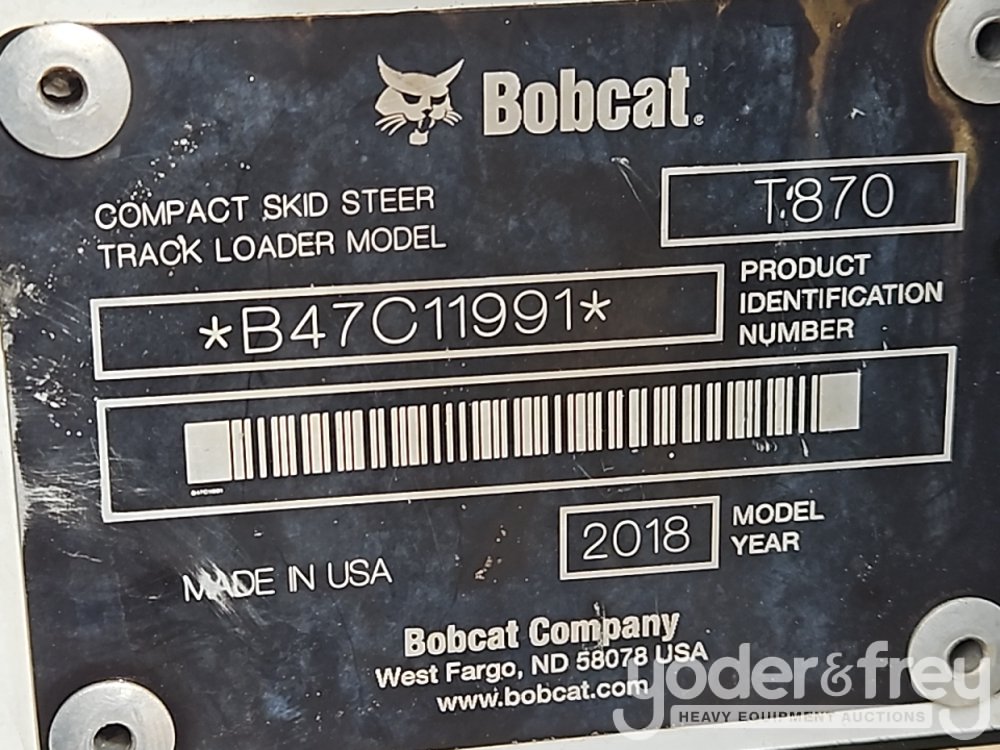 Bobcat
COMPACT SKID STEER
TRACK LOADER MODEL
T870
*B47C11991*
PRODUCT
IDENTIFICATION
NUMBER
2018
MODEL
YEAR
MADE IN USA
Bobcat Company
West Fargo, ND 58078 USA
www.bobcat.com
yoder&frey
HEAVY EQUIPMENT AUCTIONS